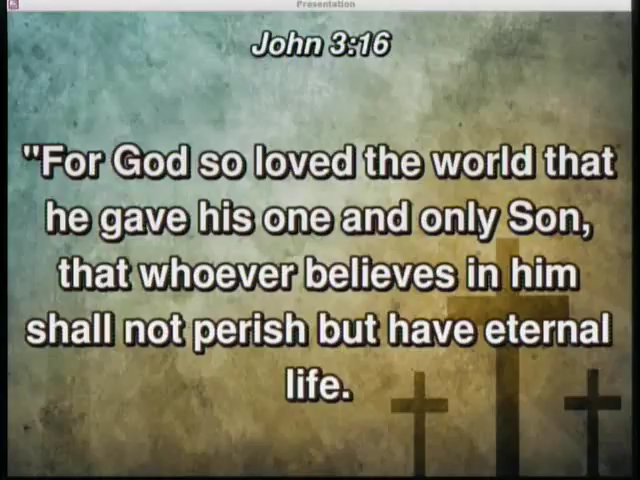 Presentation
John 3:16
"For God so loved the world that
he gave his one and only Son,
that whoever believes in him
shall not perish but have eternal
life.